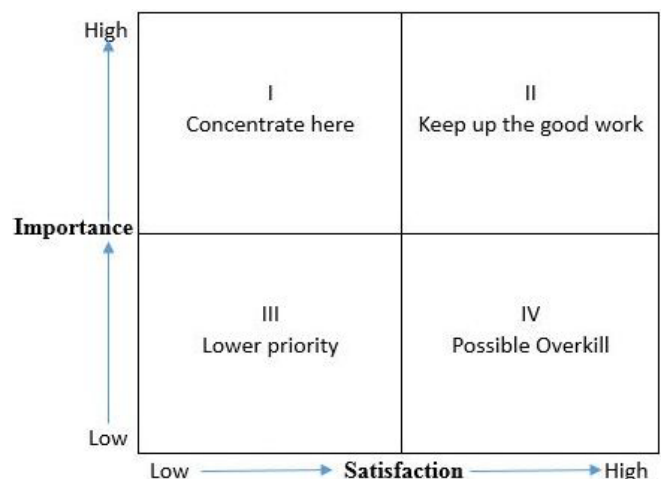 High
I
Concentrate here
II
Keep up the good work
Importance
III
Lower priority
IV
Possible Overkill
Low
Low Satisfaction High